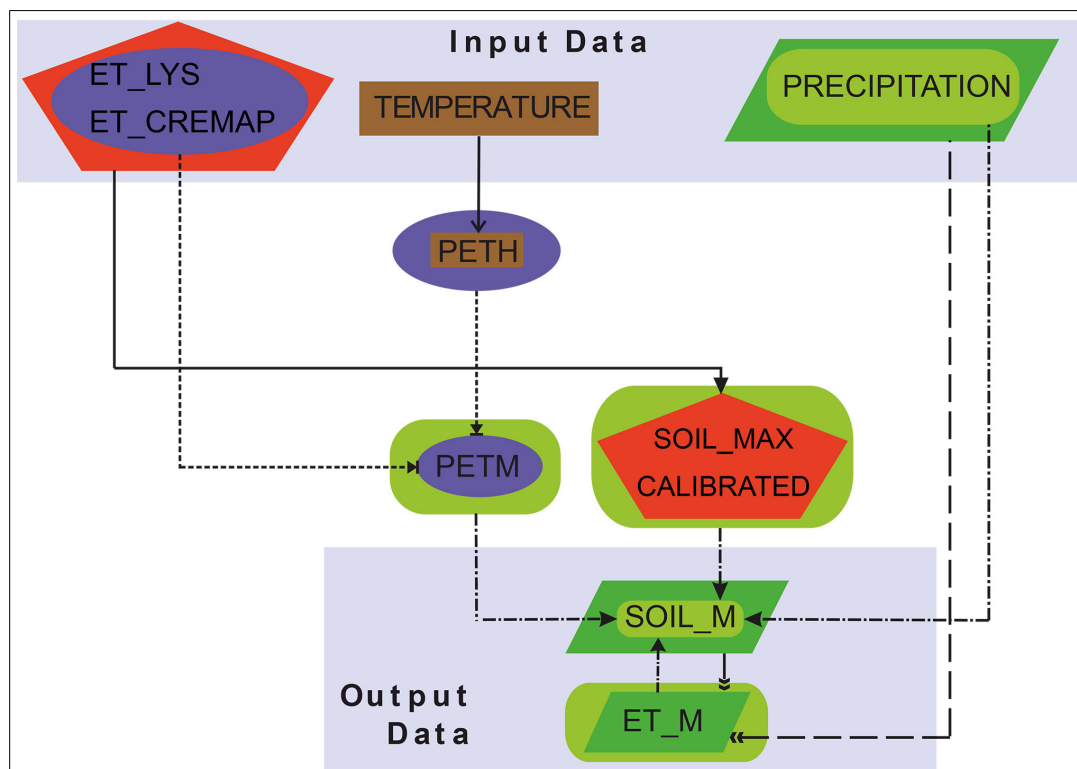 Input Data
ET_LYS
ET_CREMAP
TEMPERATURE
PRECIPITATION
PETH
PETM
SOIL_MAX
CALIBRATED
SOIL_M
ET_M
Output
Data